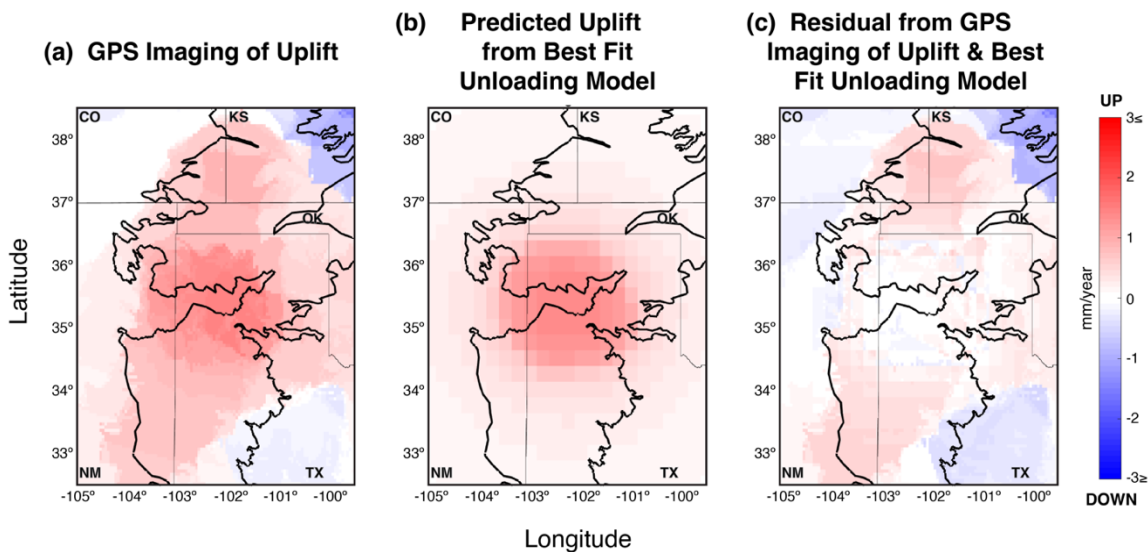 (a) GPS Imaging of Uplift
(b) Predicted Uplift
from Best Fit
Unloading Model
(c) Residual from GPS
Imaging of Uplift & Best
Fit Unloading Model
CO
KS
38°
37°
OK
36°
35°
34°
33°
NM
TX
-105° -104° -103° -102° -101° -100°
CO
KS
38°
37°
OK
36°
35°
34°
33°
NM
TX
-105° -104° -103° -102° -101° -100°
CO
KS
38°
37°
OK
36°
35°
34°
33°
NM
TX
-105° -104° -103° -102° -101° -100°
Latitude
Longitude
UP
3≤
2
1
0
-1
-2
-3≥
DOWN
mm/year